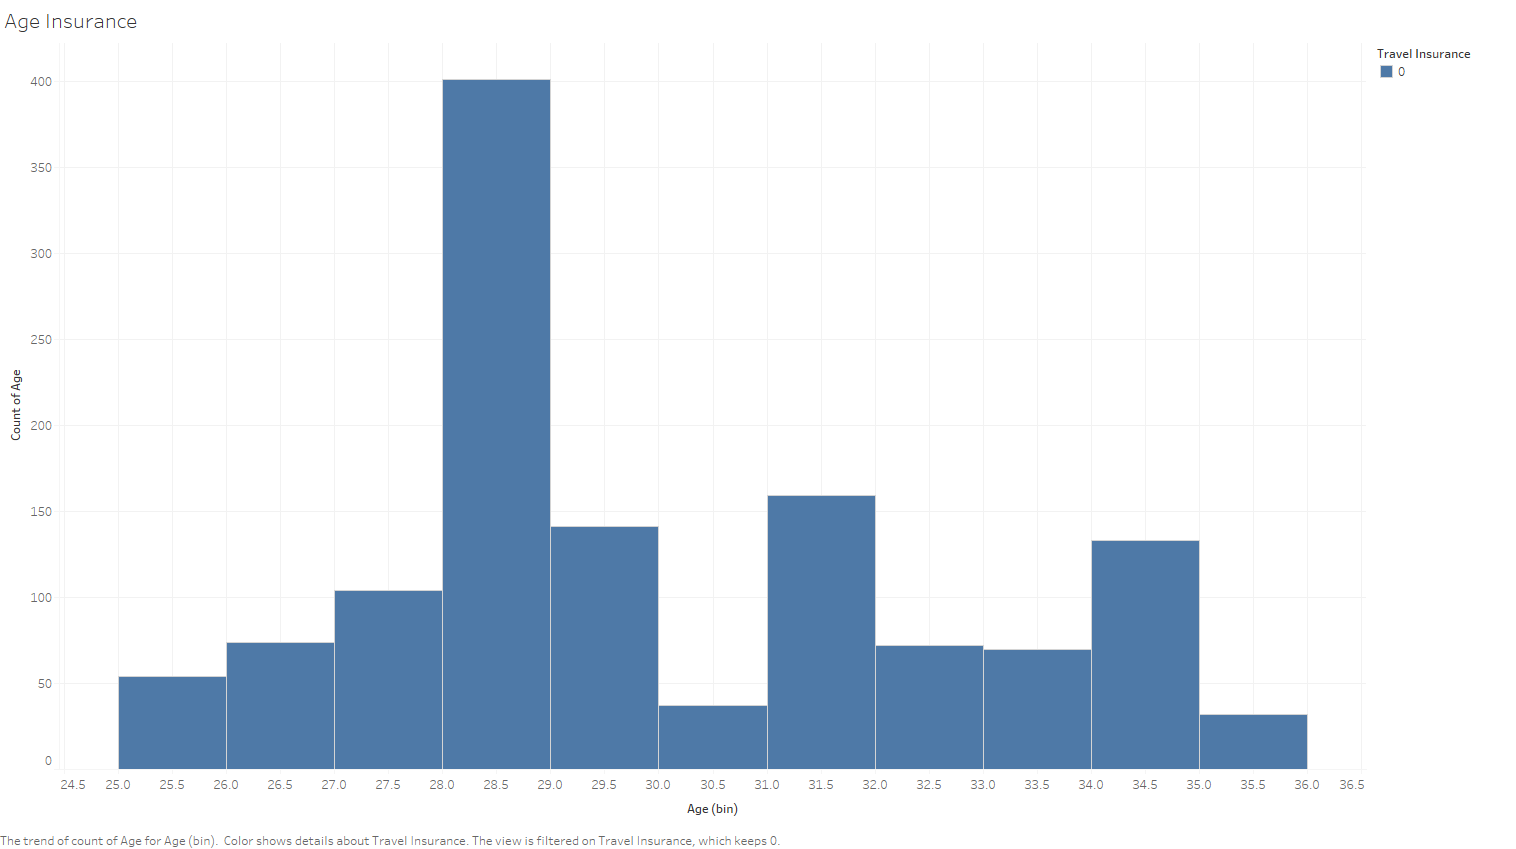 Age Insurance
Travel Insurance
0
400
350
300
250
200
150
100
50
0
Count of Age
24.5 25.0 25.5 26.0 26.5 27.0 27.5 28.0 28.5 29.0 29.5 30.0 30.5 31.0 31.5 32.0 32.5 33.0 33.5 34.0 34.5 35.0 35.5 36.0 36.5
Age (bin)
The trend of count of Age for Age (bin).  Color shows details about Travel Insurance. The view is filtered on Travel Insurance, which keeps 0.